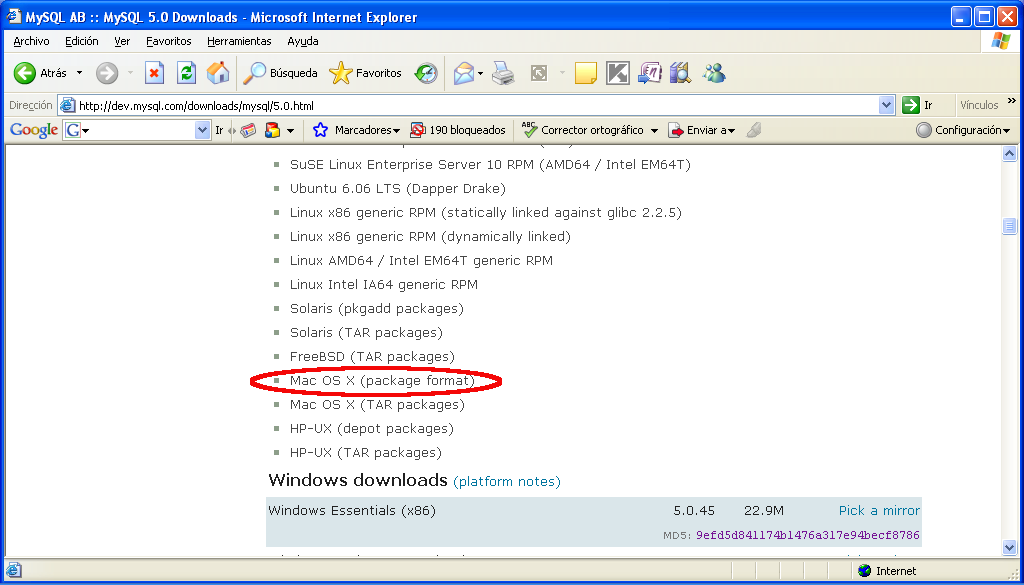 MySQL AB :: MySQL 5.0 Downloads - Microsoft Internet Explorer
Archivo Edición Ver Favoritos Herramientas Ayuda
Atrás Búsqueda Favoritos
Dirección http://dev.mysql.com/downloads/mysql/5.0.html Ir Vínculos »
Google G Ir Marcadores 190 bloqueados ABC Corrector ortográfico Enviar a Configuración
SuSE Linux Enterprise Server 10 RPM (AMD64 / Intel EM64T)
Ubuntu 6.06 LTS (Dapper Drake)
Linux x86 generic RPM (statically linked against glibc 2.2.5)
Linux x86 generic RPM (dynamically linked)
Linux AMD64 / Intel EM64T generic RPM
Linux Intel IA64 generic RPM
Solaris (pkgadd packages)
Solaris (TAR packages)
FreeBSD (TAR packages)
Mac OS X (package format)
Mac OS X (TAR packages)
HP-UX (depot packages)
HP-UX (TAR packages)
Windows downloads (platform notes)
Windows Essentials (x86) 5.0.45 22.9M Pick a mirror
MD5: 9efd5d841174b1476a317e94becf8786
Internet